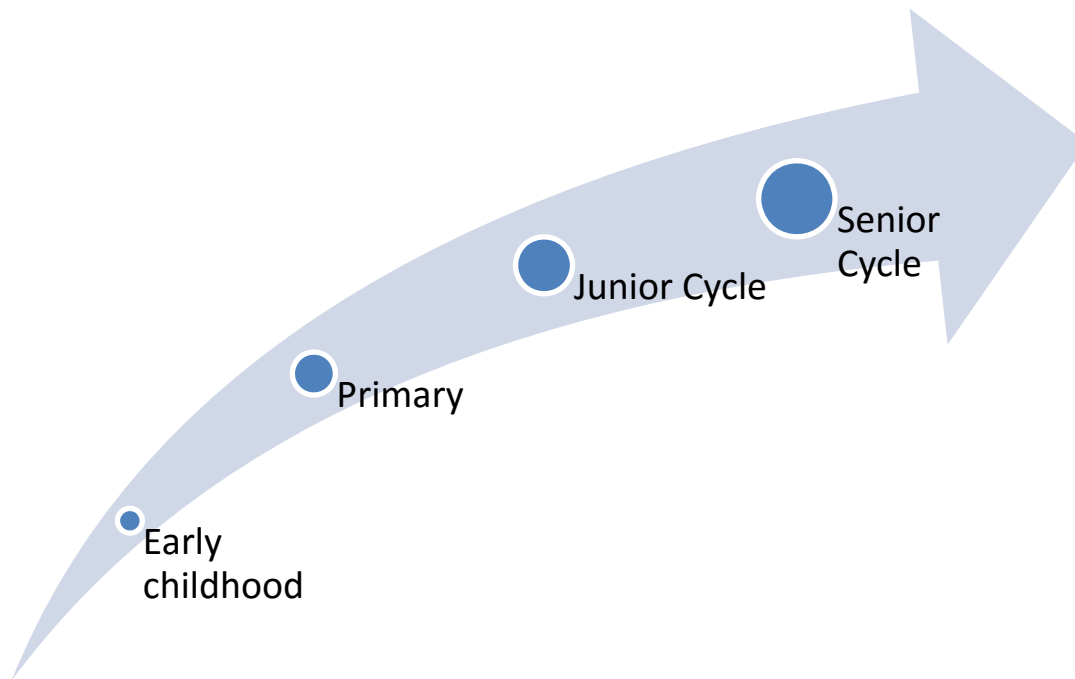 Early
childhood
Primary
Junior Cycle
Senior
Cycle